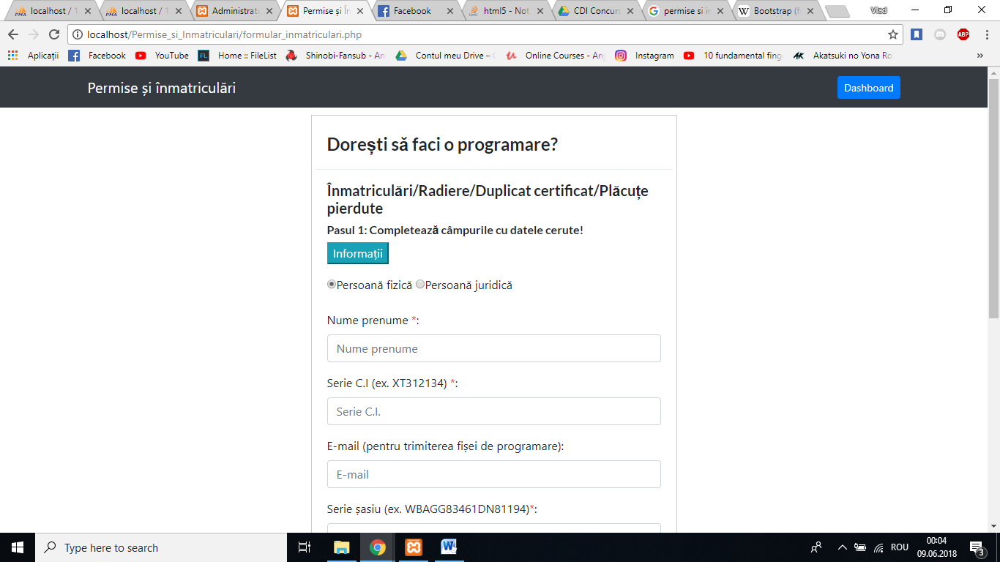 localhost / 1
localhost / 1
Administrato
Permise și În
Facebook
html5 - Not
CDI Concurs
permise si in
Bootstrap (f
Vlad
localhost/Permise_si_Inmatriculari/formular_inmatriculari.php
ABP
Aplicații
Facebook
YouTube
FL
Home :: FileList
Shinobi-Fansub - An
Contul meu Drive – 
Online Courses - Any
Instagram
10 fundamental fing
Akatsuki no Yona Ro
»
Permise și înmatriculări
Dashboard
Dorești să faci o programare?
Înmatriculări/Radiere/Duplicat certificat/Plăcuțe
pierdute
Pasul 1: Completează câmpurile cu datele cerute!
Informații
Persoană fizică Persoană juridică
Nume prenume *:
Nume prenume
Serie C.I (ex. XT312134) *:
Serie C.I.
E-mail (pentru trimiterea fișei de programare):
E-mail
Serie șasiu (ex. WBAGG83461DN81194)*:
Type here to search
ROU
00:04
09.06.2018
3